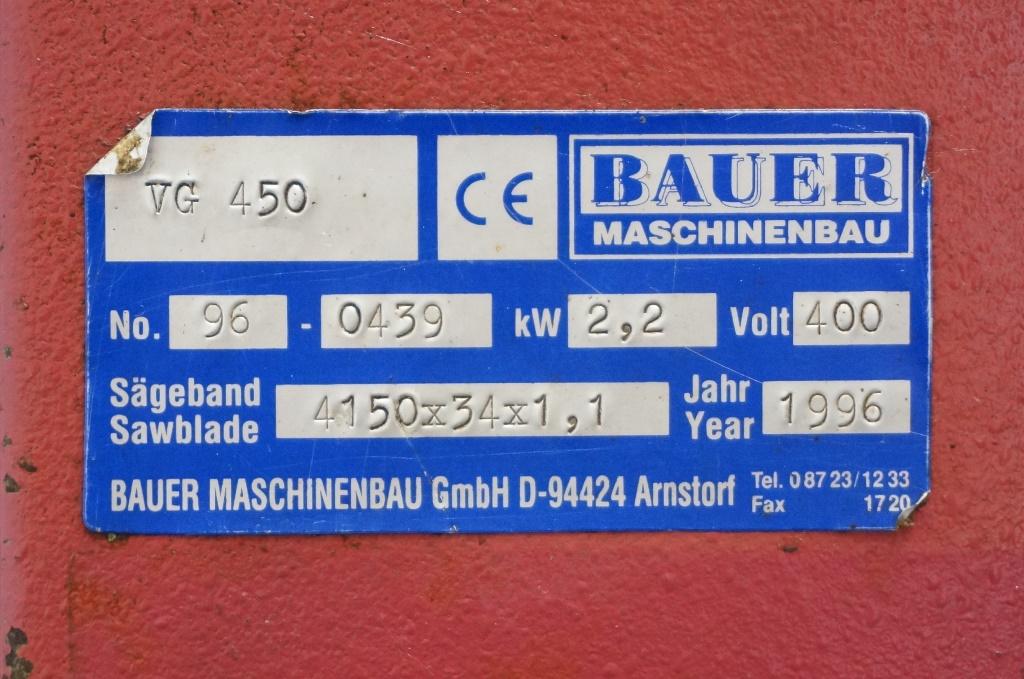 VG 450
CE
BAUER
MASCHINENBAU
No. 96 - 0439 kW 2,2 Volt 400
Sägeband
Sawblade
4150x34x1,1
Jahr
Year
1996
BAUER MASCHINENBAU GmbH D-94424 Arnstorf
Tel. 0 87 23/12 33
Fax 17 20